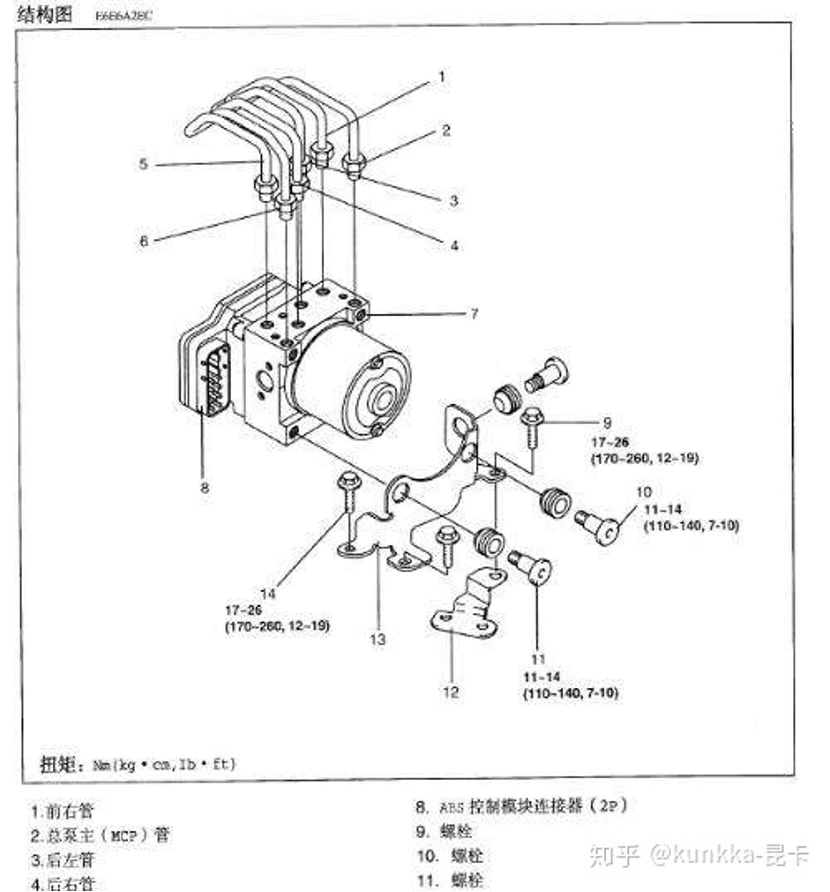 结构图 E6E6A2EC
1
2
3
4
5
6
7
8
9
17~26
(170~260, 12~19)
10
11~14
(110~140, 7-10)
14
17~26
(170~260, 12~19)
13
12
11
11~14
(110~140, 7-10)
扭矩：Nm(kg·cm,Ib·ft)
1.前右管
2.总泵主（MCP）管
3.后左管
4.后右管
8. ABS 控制模块连接器（2P）
9. 螺栓
10. 螺栓
11. 螺栓
知乎 @kunkka-昆卡